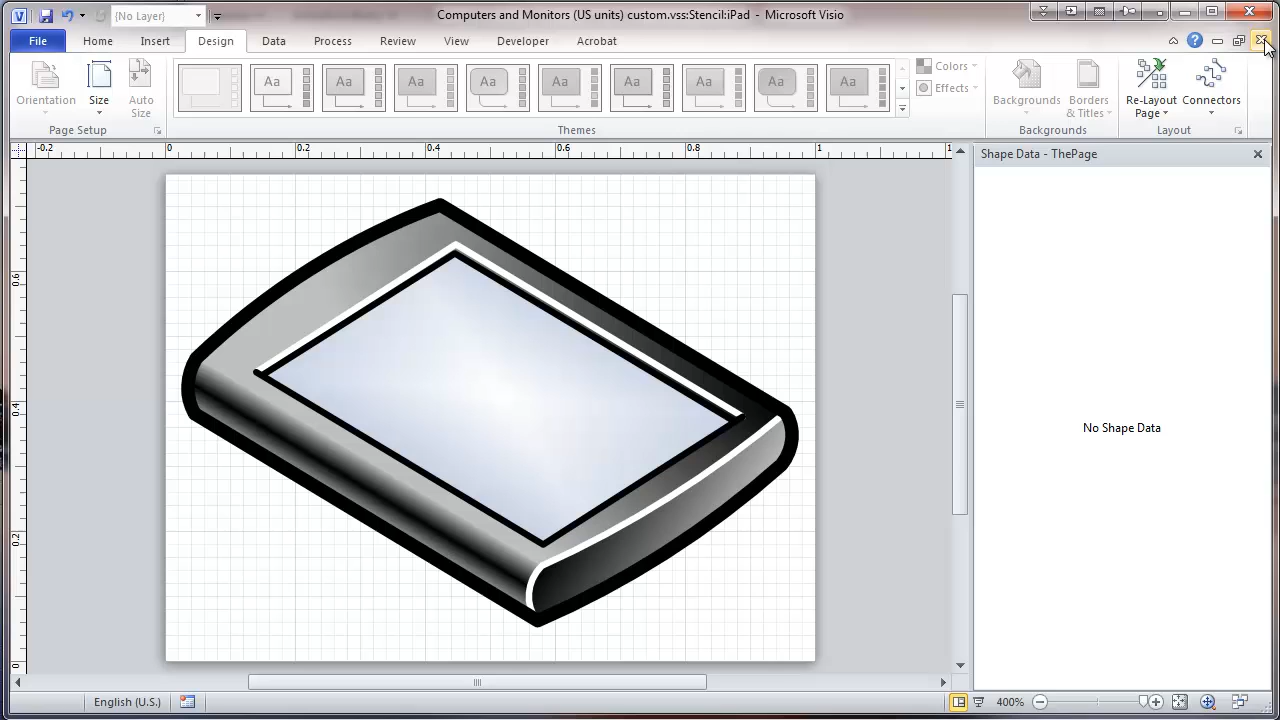 {No Layer}
Computers and Monitors (US units) custom.vss:StencilPad - Microsoft Visio
File Home Insert Design Data Process Review View Developer Acrobat
Orientation Size Auto Size
Page Setup
Aa Aa Aa Aa Aa Aa Aa Aa Aa
Themes
Colors
Effects
Backgrounds Borders & Titles
Backgrounds
Re-Layout Page Connectors
Layout
-0.2 0 0.2 0.4 0.6 0.8 1 1
0.6
0.4
0.2
0
Shape Data - ThePage
No Shape Data
English (U.S.)
400%